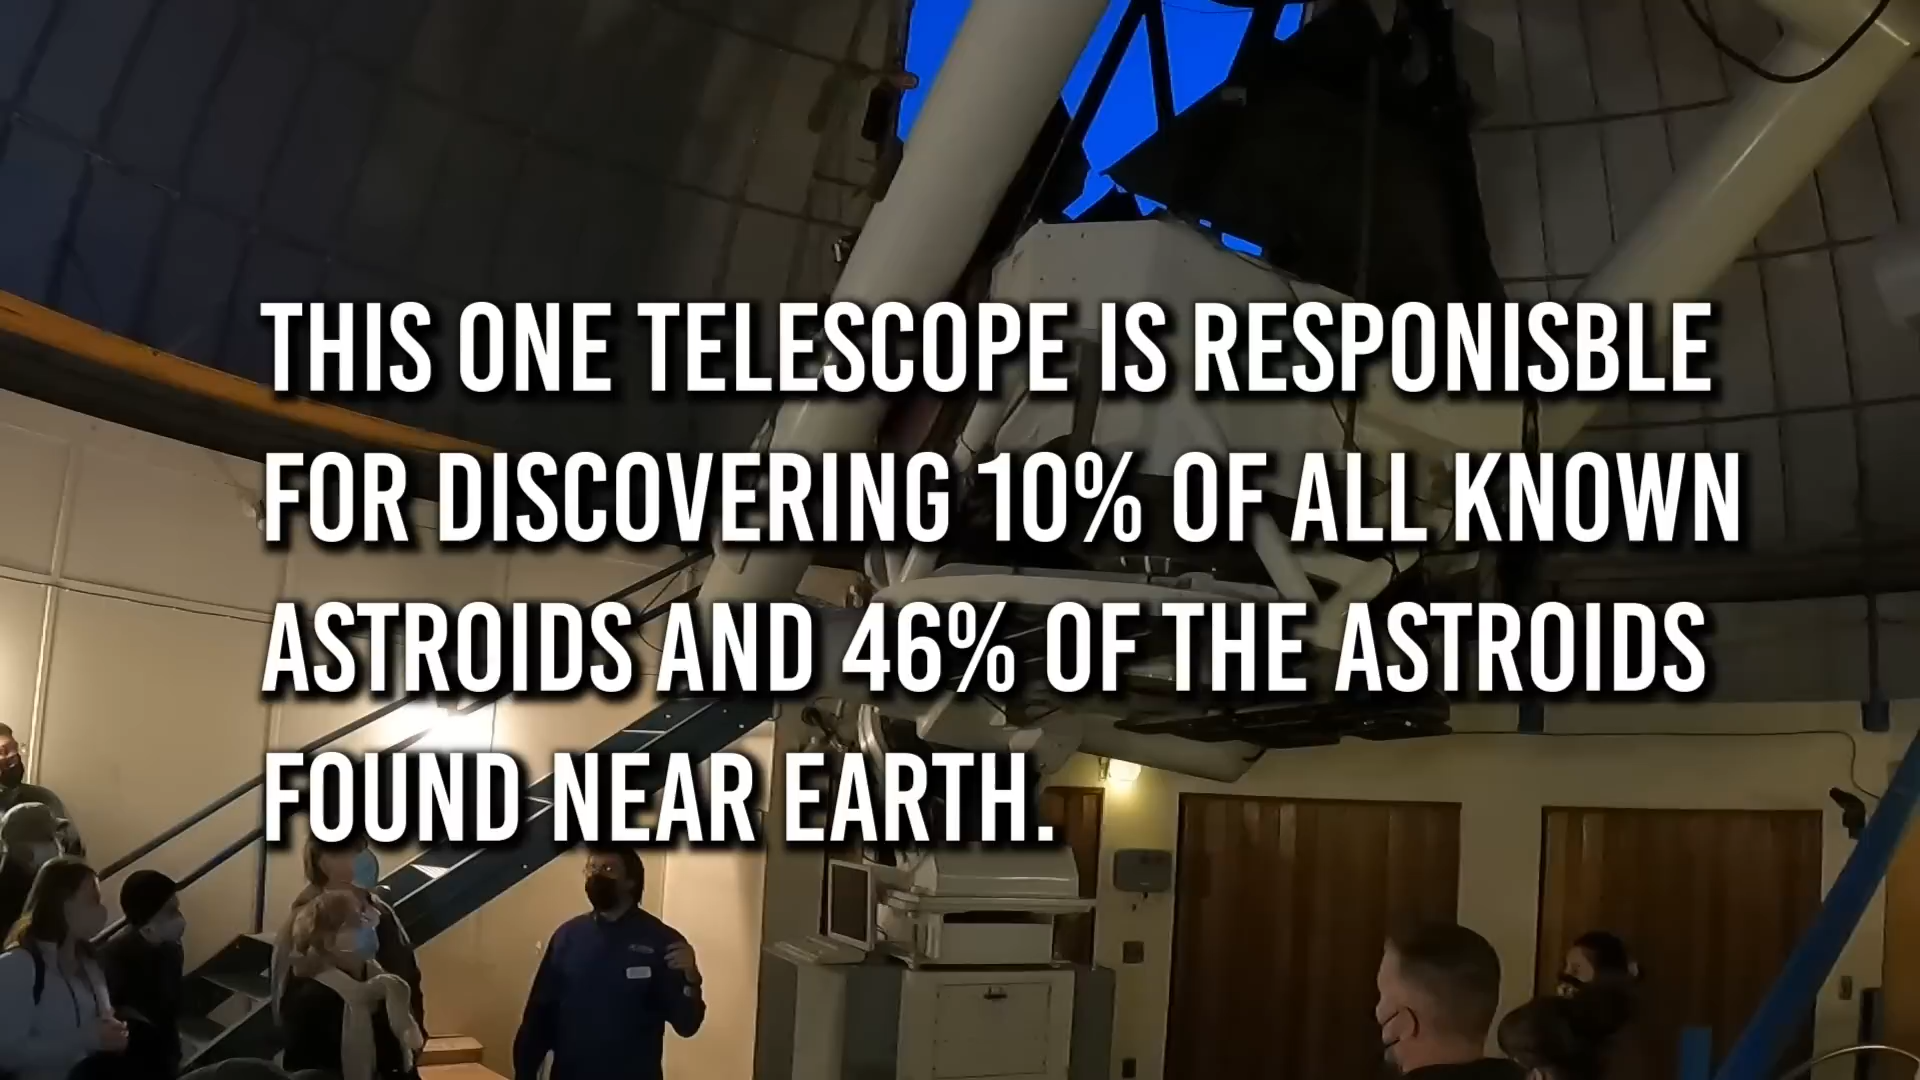 THIS ONE TELESCOPE IS RESPONISBLE
FOR DISCOVERING 10% OF ALL KNOWN
ASTROIDS AND 46% OF THE ASTROIDS
FOUND NEAR EARTH.